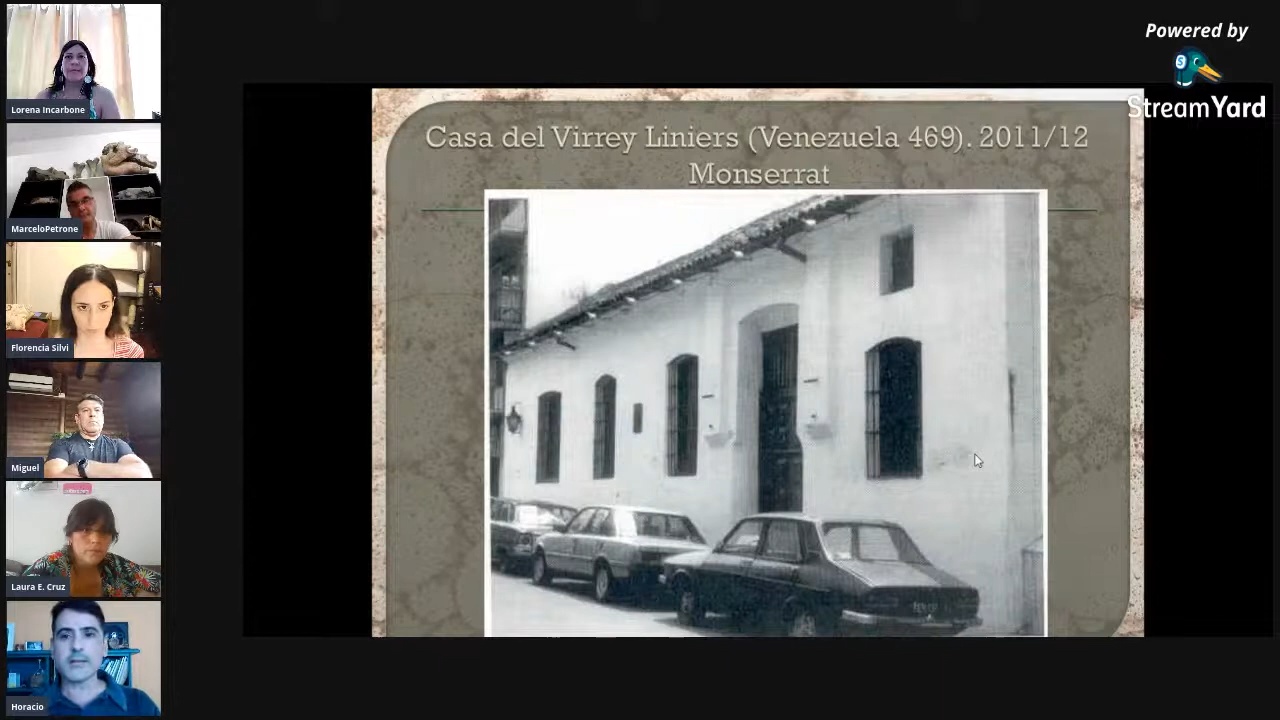 Powered by
StreamYard
Casa del Virrey Liniers (Venezuela 469). 2011/12
Monserrat
Lorena Incarbone
MarceloPetrone
Florencia Silvi
Miguel
Laura E. Cruz
Horacio